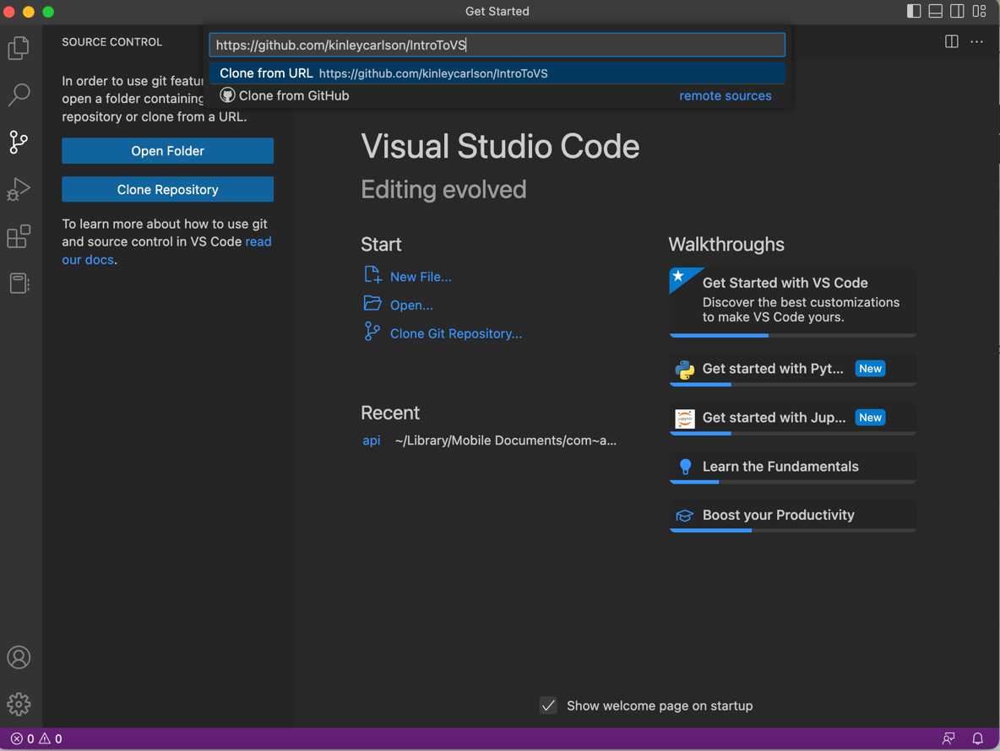 Get Started
SOURCE CONTROL
https://github.com/kinleycarlson/IntroToVS
Clone from URL https://github.com/kinleycarlson/IntroToVS
Clone from GitHub remote sources
In order to use git featur
open a folder containing
repository or clone from a URL.
Open Folder
Clone Repository
To learn more about how to use git
and source control in VS Code read
our docs.
Visual Studio Code
Editing evolved
Start
New File...
Open...
Clone Git Repository...
Recent
api ~/Library/Mobile Documents/com~a...
Walkthroughs
Get Started with VS Code
Discover the best customizations
to make VS Code yours.
Get started with Pyt... New
Get started with Jup... New
Learn the Fundamentals
Boost your Productivity
Show welcome page on startup
0 0